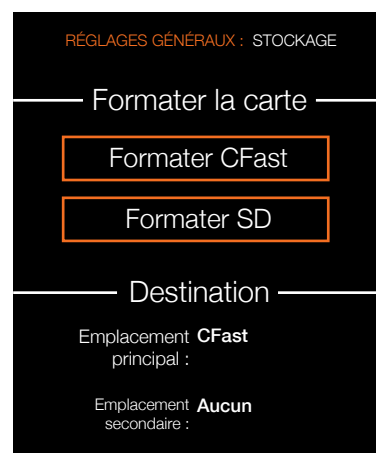 RÉGLAGES GÉNÉRAUX : STOCKAGE
Formater la carte
Formater CFast
Formater SD
Destination
Emplacement CFast
principal :
Emplacement Aucun
secondaire :